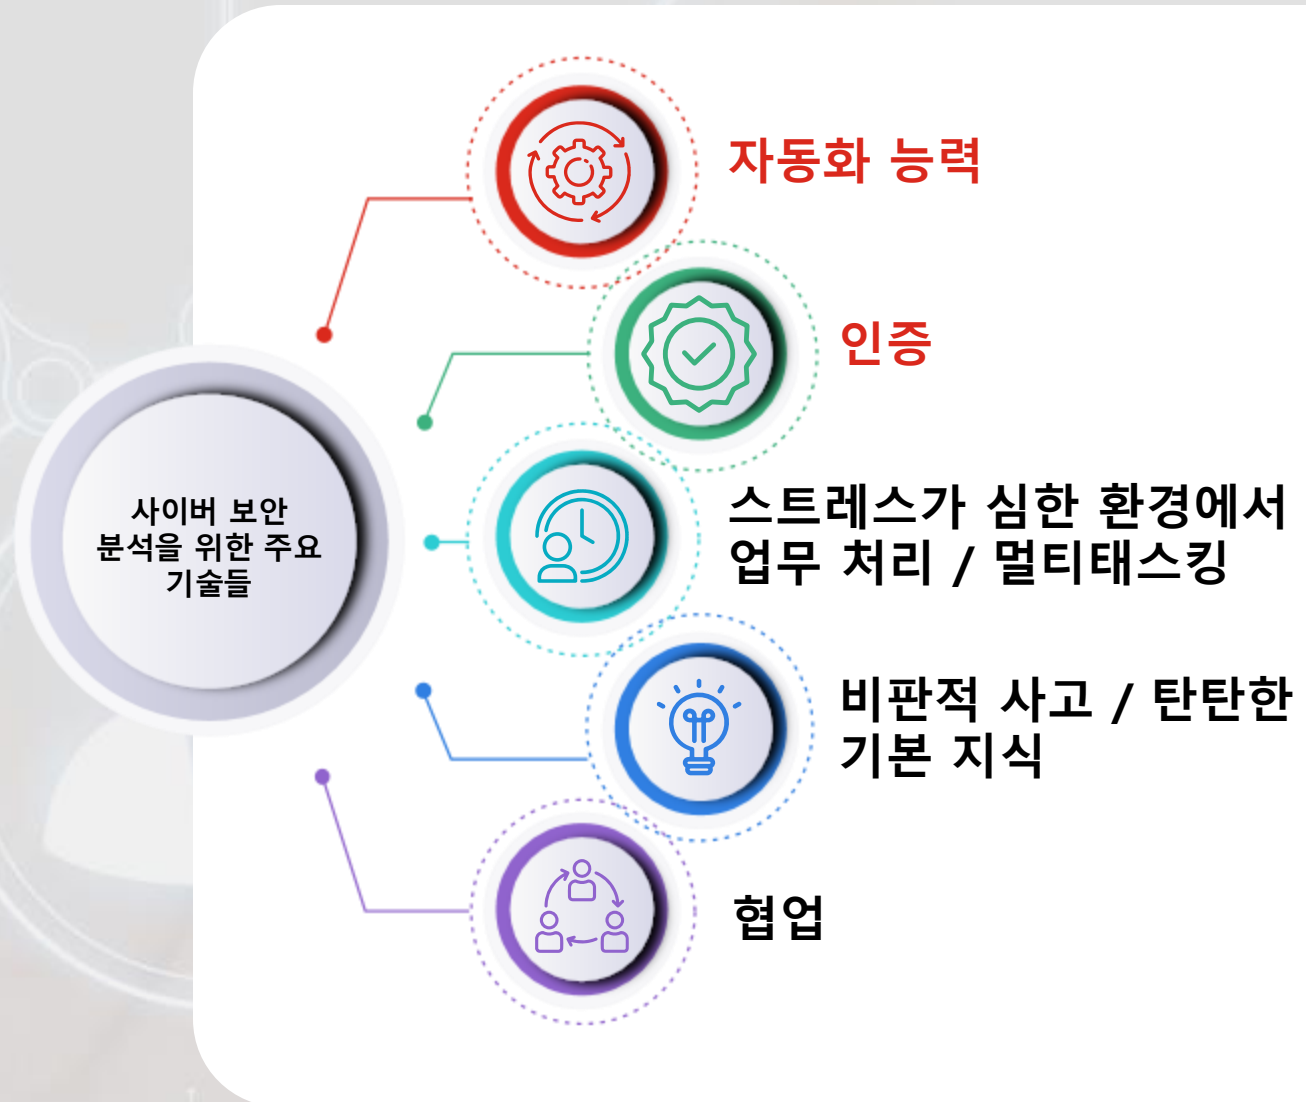 자동화 능력
인증
사이버 보안
분석을 위한 주요
기술들
스트레스가 심한 환경에서
업무 처리 / 멀티태스킹
비판적 사고 / 탄탄한
기본 지식
협업